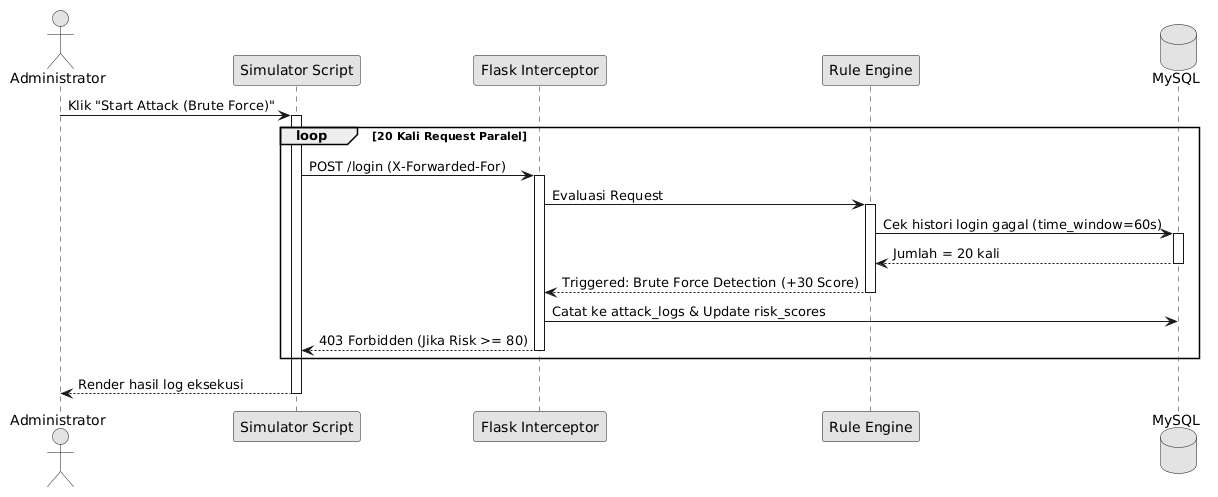 Administrator
Simulator Script
Flask Interceptor
Rule Engine
MySQL
Klik "Start Attack (Brute Force)"
loop [20 Kali Request Paralel]
POST /login (X-Forwarded-For)
Evaluasi Request
Cek histori login gagal (time_window=60s)
Jumlah = 20 kali
Triggered: Brute Force Detection (+30 Score)
Catat ke attack_logs & Update risk_scores
403 Forbidden (Jika Risk >= 80)
Render hasil log eksekusi
Administrator
Simulator Script
Flask Interceptor
Rule Engine
MySQL